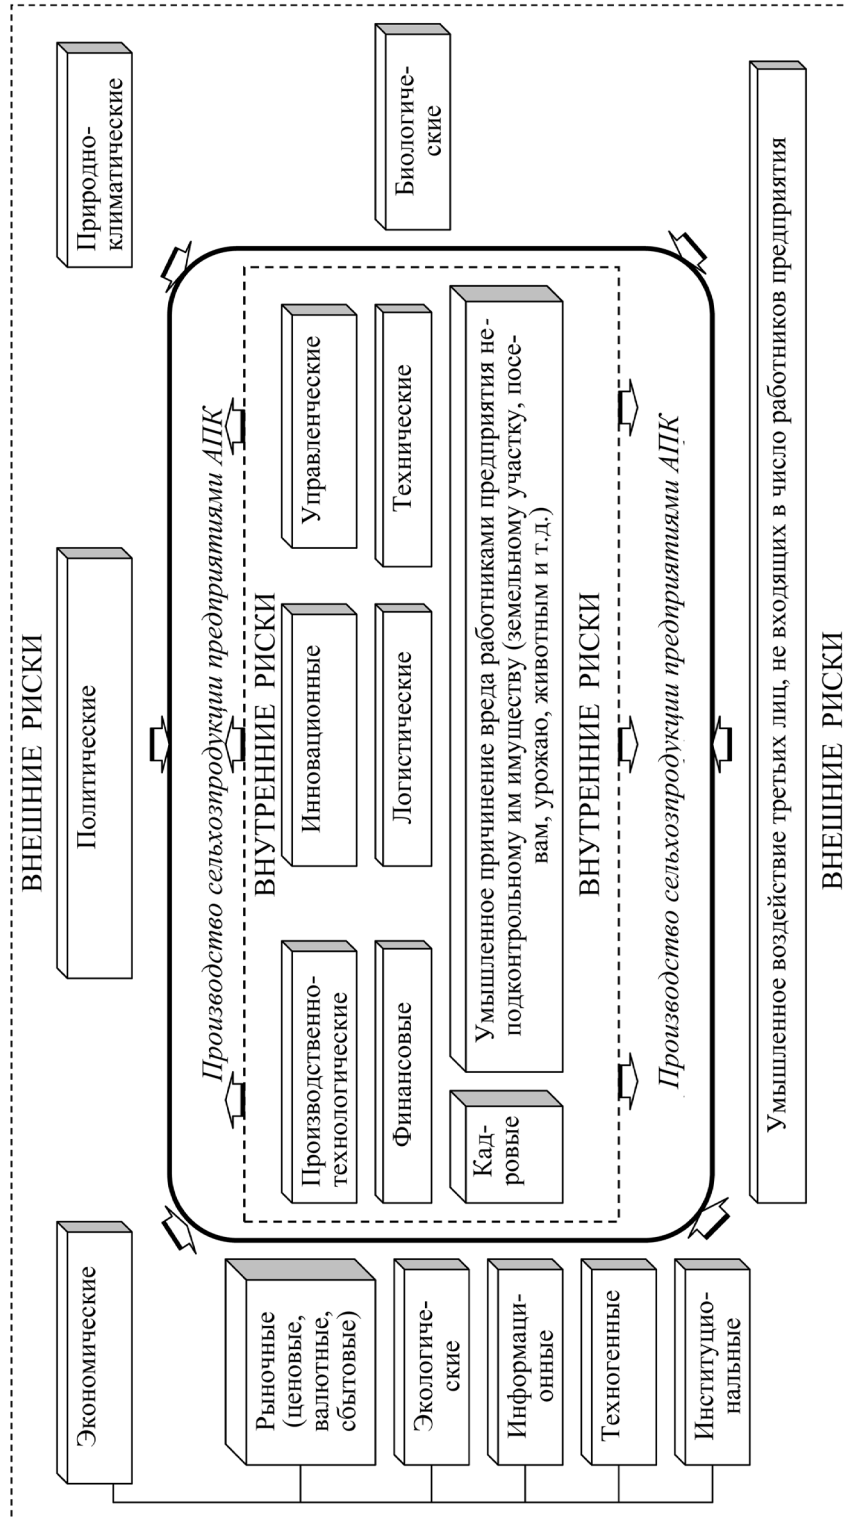 ВНЕШНИЕ РИСКИ
Экономические
Политические
Природно-
климатические
Рыночные
(ценовые,
валютные,
сбытовые)
Экологиче-
ские
Информаци-
онные
Техногенные
Институцио-
нальные
Биологиче-
ские
Производство сельхозпродукции предприятиями АПК
ВНУТРЕННИЕ РИСКИ
Производственно-
технологические
Инновационные
Управленческие
Финансовые
Логистические
Технические
Кад-
ровые
Умышленное причинение вреда работниками предприятия не-
подконтрольному им имуществу (земельному участку, посе-
вам, урожаю, животным и т.д.)
ВНУТРЕННИЕ РИСКИ
Производство сельхозпродукции предприятиями АПК
Умышленное воздействие третьих лиц, не входящих в число работников предприятия
ВНЕШНИЕ РИСКИ